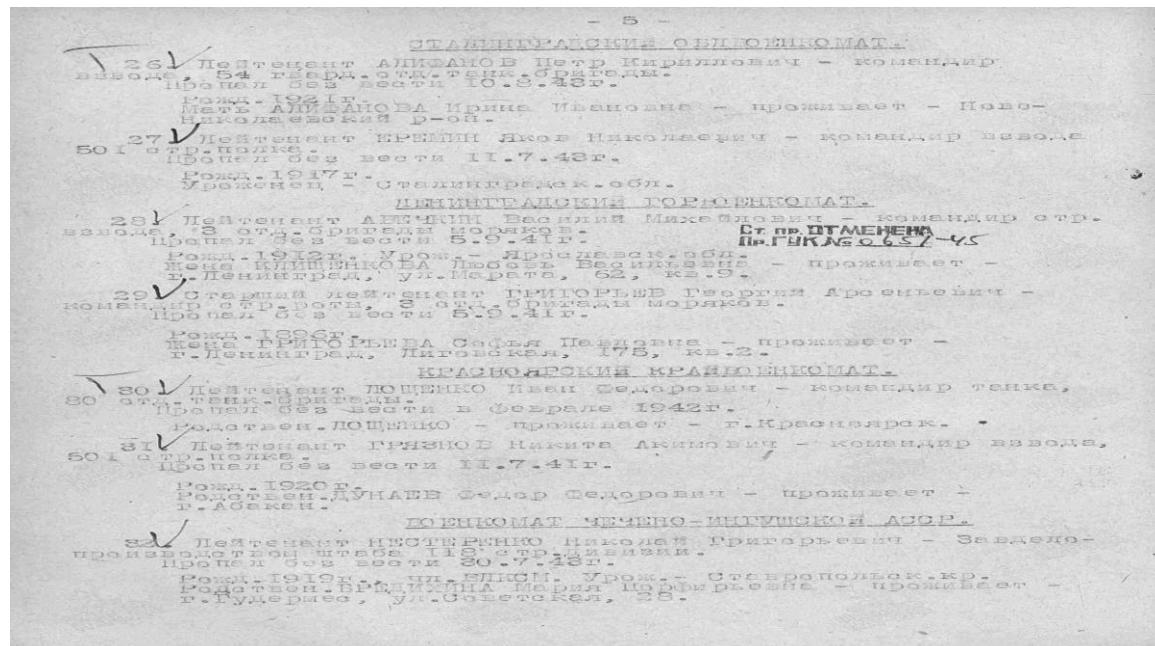 - 5 -
СТАЛИНГРАДСКИЙ ОБЛВОЕНКОМАТ.
26. Лейтенант АЛИФАНОВ Петр Кириллович - командир
взвода, 54 гвард.отд.танк.бригады.
Пропал без вести 10.8.43г.
Рожд.1921г.
Мать АЛИФАНОВА Ирина Ивановна - проживает - Ново-
Николаевский р-он.
27. Лейтенант ЕРЕМИН Яков Николаевич - командир взвода
501 стр.полка.
Пропал без вести 11.7.43г.
Рожд.1917г.
Уроженец - Сталинградск.обл.
ЛЕНИНГРАДСКИЙ ГОРВОЕНКОМАТ.
28. Лейтенант АВЕЧКИН Василий Михайлович - командир стр.
взвода, 3 отд.бригады моряков.
Ст. пр. ОТМЕНЕНА
Пропал без вести 5.9.41г.
Пр.ГУК № 0657-45
Рожд.1912г. Урож.- Ярославск.обл.
Жена КЛИЩЕНКОВА Любовь Васильевна - проживает -
г.Ленинград, ул.Марата, 62, кв.9.
29. Старший лейтенант ГРИГОРЬЕВ Георгий Арсеньевич -
командир стр.роты, 3 отд.бригады моряков.
Пропал без вести 5.9.41г.
Рожд.1896г.
Жена ГРИГОРЬЕВА Софья Павловна - проживает -
г.Ленинград, Лиговская, 175, кв.2.
КРАСНОЯРСКИЙ КРАЙВОЕНКОМАТ.
30. Лейтенант ЛОЩЕНКО Иван Федорович - командир танка,
80 отд.танк.бригады.
Пропал без вести в феврале 1942г.
Родствен.ЛОЩЕНКО - проживает - г.Красноярск.
31. Лейтенант ГРЯЗНОВ Никита Акимович - командир взвода,
501 стр.полка.
Пропал без вести 11.7.41г.
Рожд.1920г.
Родствен.ДУНАЕВ Федор Федорович - проживает -
г.Абакан.
ВОЕНКОМАТ ЧЕЧЕНО-ИНГУШСКОЙ АССР.
32. Лейтенант НЕСТЕРЕНКО Николай Григорьевич - Завдело-
производством штаба 118 стр.дивизии.
Пропал без вести 30.7.43г.
Рожд.1919г., чл.ВЛКСМ. Урож.- Ставропольск.кр.
Родствен.БРЕДИХИНА Мария Порфирьевна - проживает -
г.Гудермес, ул.Советская, 28.